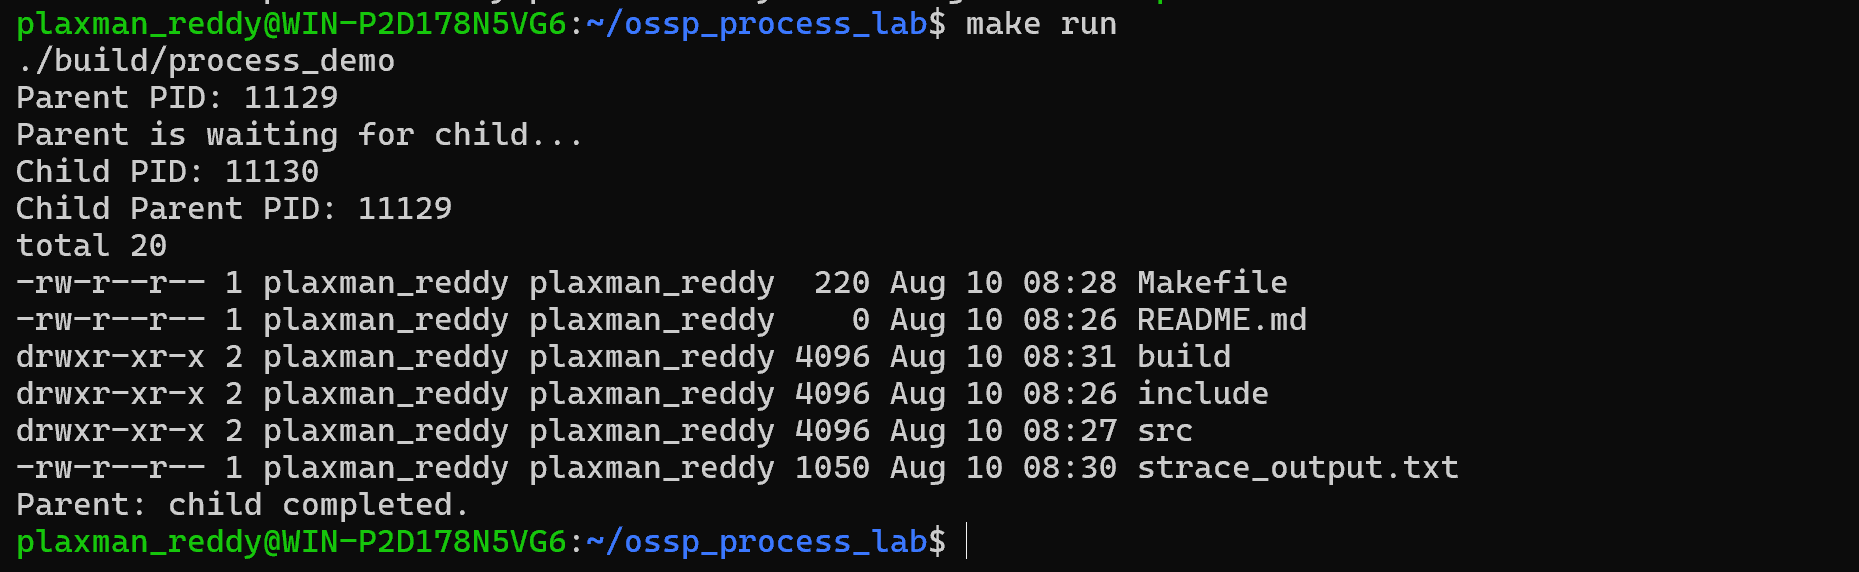 plaxman_reddy@WIN-P2D178N5VG6:~/ossp_process_lab$ make run
./build/process_demo
Parent PID: 11129
Parent is waiting for child...
Child PID: 11130
Child Parent PID: 11129
total 20
-rw-r--r-- 1 plaxman_reddy plaxman_reddy  220 Aug 10 08:28 Makefile
-rw-r--r-- 1 plaxman_reddy plaxman_reddy    0 Aug 10 08:26 README.md
drwxr-xr-x 2 plaxman_reddy plaxman_reddy 4096 Aug 10 08:31 build
drwxr-xr-x 2 plaxman_reddy plaxman_reddy 4096 Aug 10 08:26 include
drwxr-xr-x 2 plaxman_reddy plaxman_reddy 4096 Aug 10 08:27 src
-rw-r--r-- 1 plaxman_reddy plaxman_reddy 1050 Aug 10 08:30 strace_output.txt
Parent: child completed.
plaxman_reddy@WIN-P2D178N5VG6:~/ossp_process_lab$